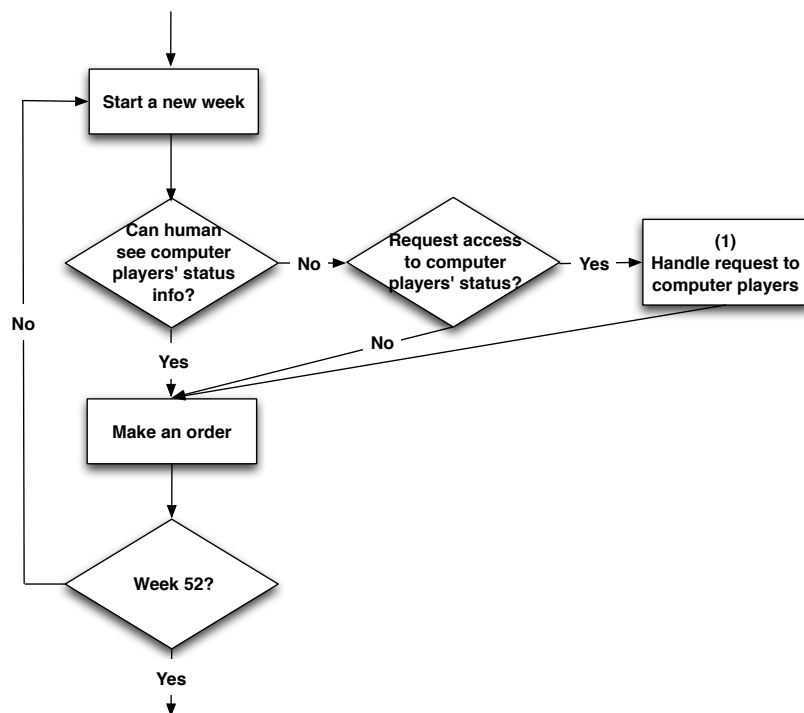 Start a new week
Can human
see computer
players' status
info?
No
Request access
to computer
players' status?
Yes
(1)
Handle request to
computer players
No
No
Yes
Make an order
Week 52?
Yes